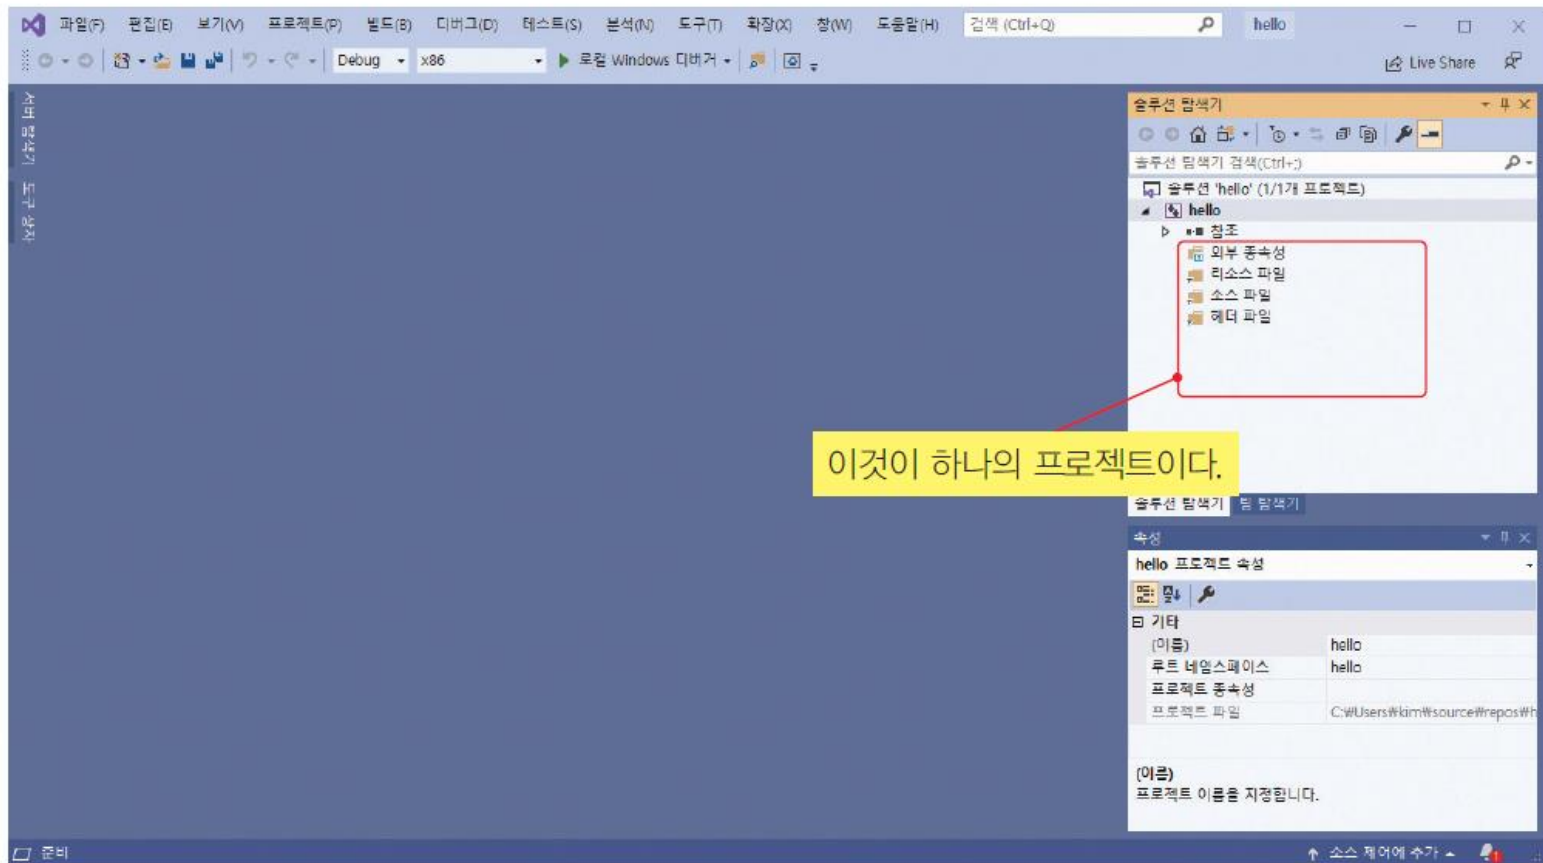 파일(F) 편집(E) 보기(V) 프로젝트(P) 빌드(B) 디버그(D) 테스트(S) 분석(N) 도구(T) 확장(X) 창(W) 도움말(H) 검색 (Ctrl+Q) hello
Debug x86 로컬 Windows 디버거 Live Share
서버 탐색기
도구 상자
솔루션 탐색기
솔루션 탐색기 검색(Ctrl+;)
솔루션 'hello' (1/1개 프로젝트)
hello
참조
외부 종속성
리소스 파일
소스 파일
헤더 파일
이것이 하나의 프로젝트이다.
솔루션 탐색기 팀 탐색기
속성
hello 프로젝트 속성
기타
(이름) hello
루트 네임스페이스 hello
프로젝트 종속성
프로젝트 파일 C:₩Users₩kim₩source₩repos₩h
(이름)
프로젝트 이름을 지정합니다.
준비 소스 제어에 추가 1